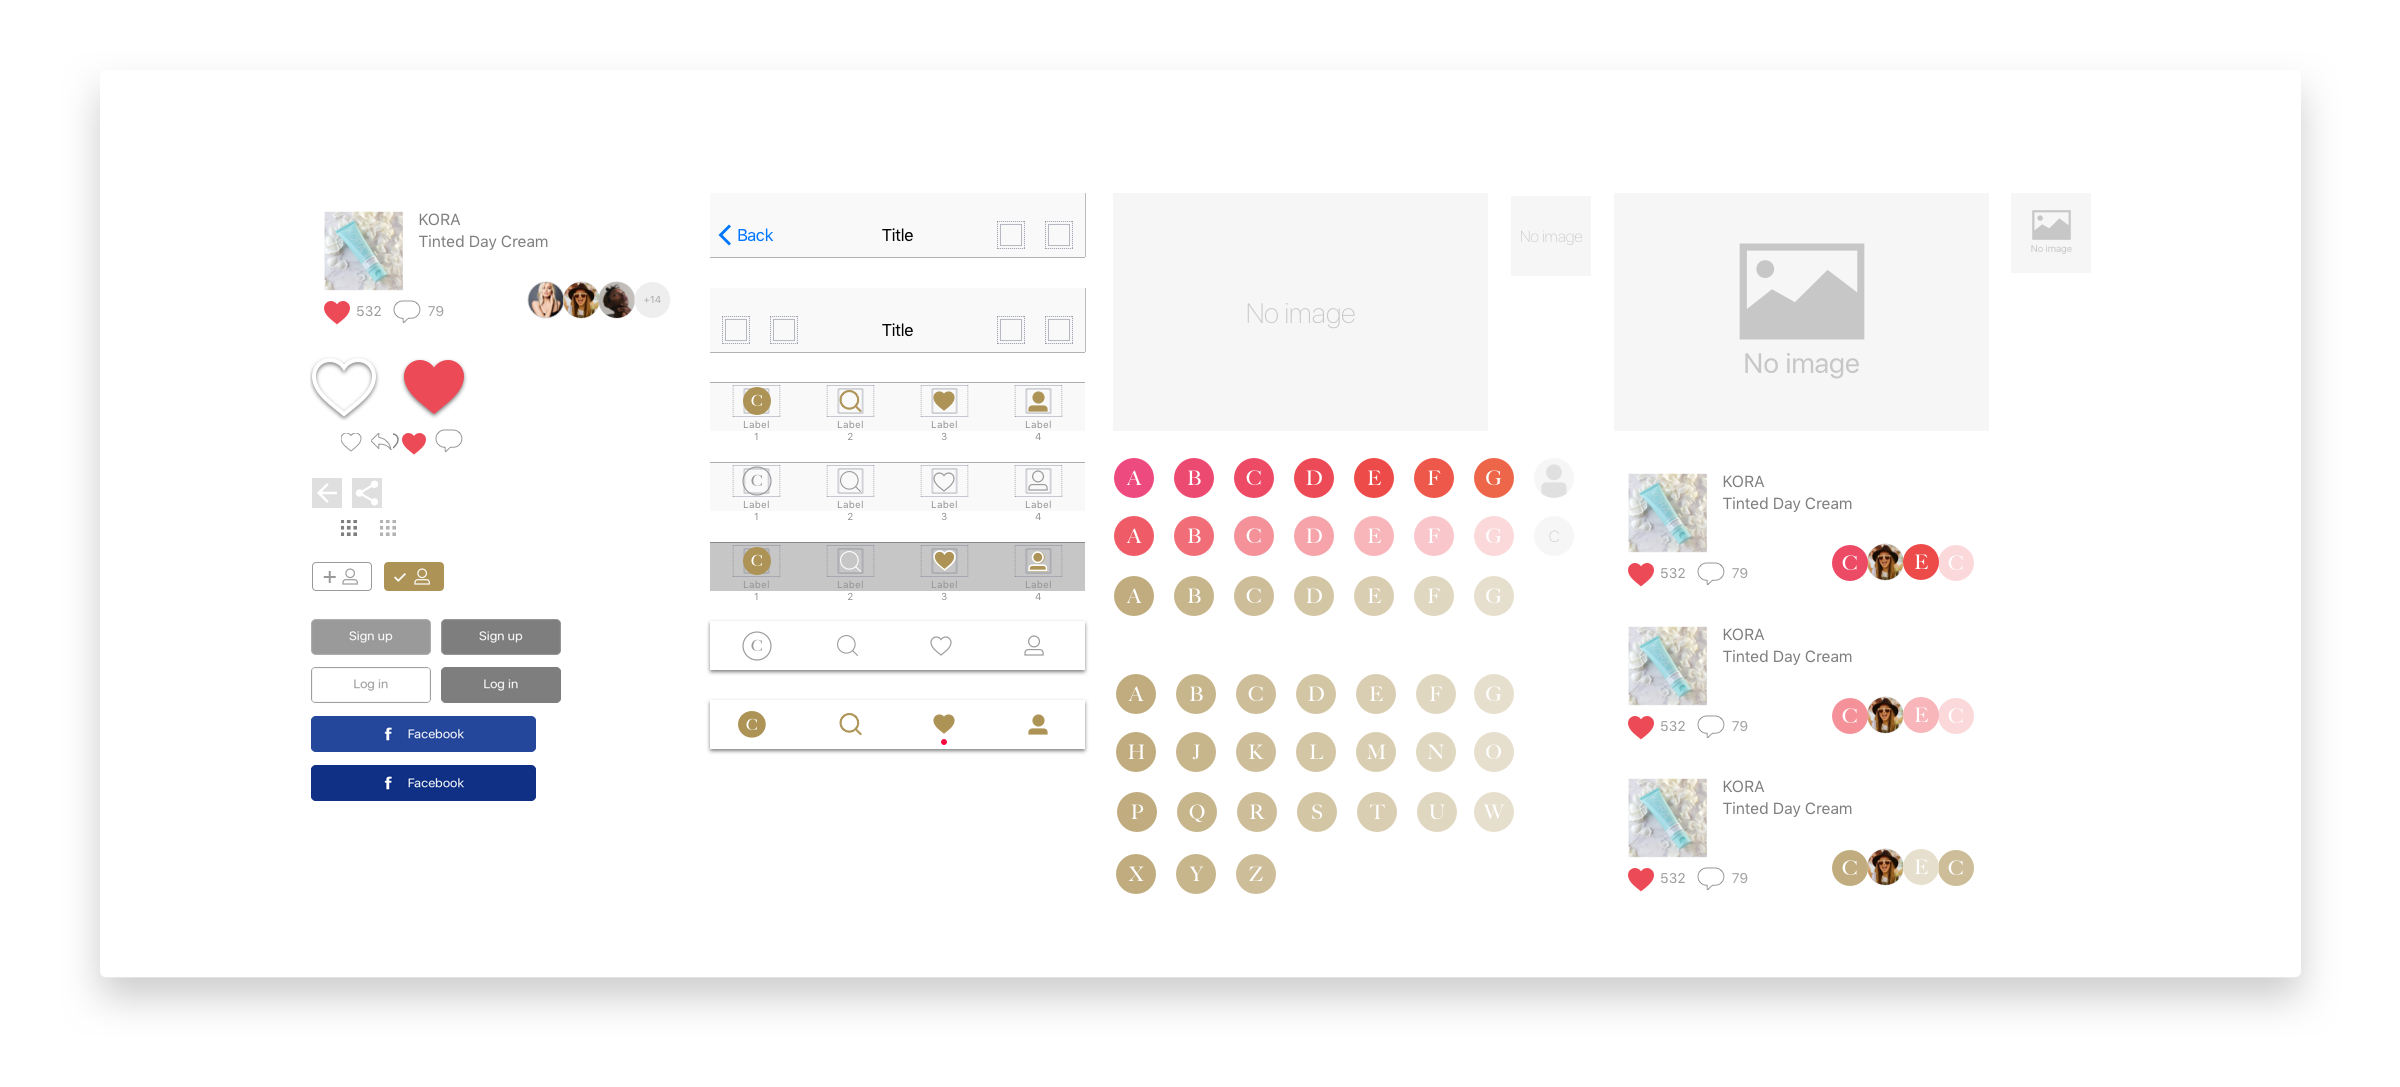 KORA
Tinted Day Cream
532
79
+14
Sign up
Sign up
Log in
Log in
f Facebook
f Facebook
Back
Title
Title
C
Label
1
Label
2
Label
3
Label
4
C
Label
1
Label
2
Label
3
Label
4
C
Label
1
Label
2
Label
3
Label
4
C
C
No image
No image
A B C D E F G
A B C D E F G C
A B C D E F G
A B C D E F G
H J K L M N O
P Q R S T U W
X Y Z
No image
No image
KORA
Tinted Day Cream
532
79
C E C
KORA
Tinted Day Cream
532
79
C E C
KORA
Tinted Day Cream
532
79
C E C